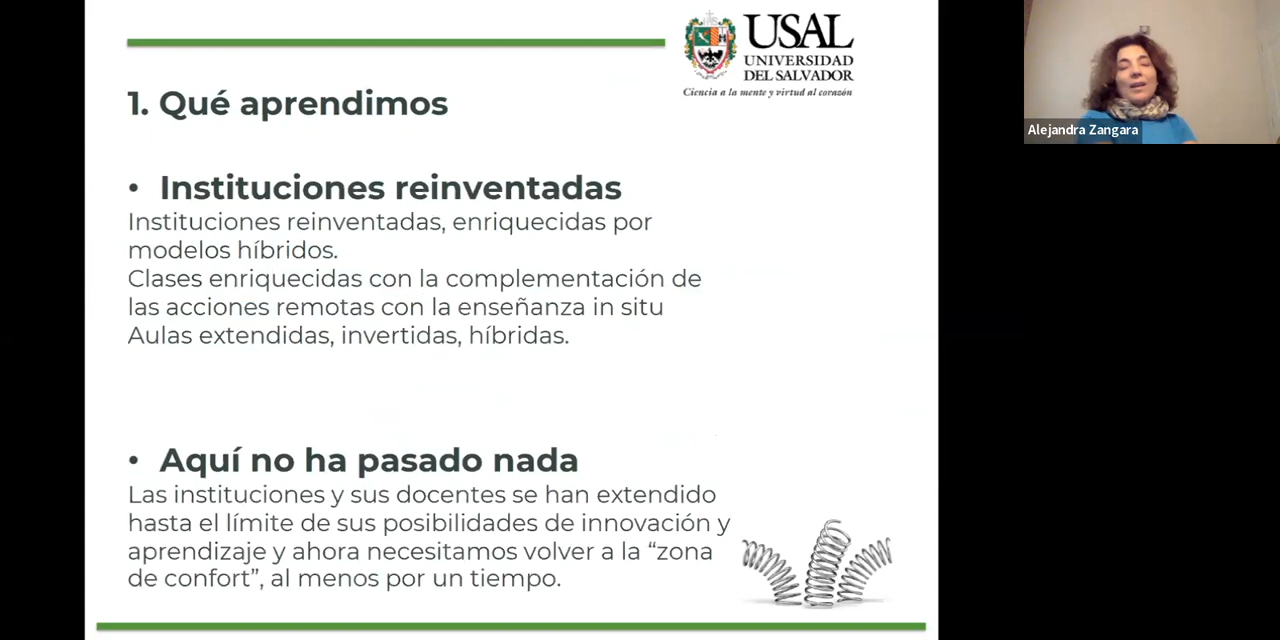 USAL
UNIVERSIDAD
DEL SALVADOR
Ciencia a la mente y virtud al corazón
Alejandra Zangara
1. Qué aprendimos
• Instituciones reinventadas
Instituciones reinventadas, enriquecidas por
modelos híbridos.
Clases enriquecidas con la complementación de
las acciones remotas con la enseñanza in situ
Aulas extendidas, invertidas, híbridas.
• Aquí no ha pasado nada
Las instituciones y sus docentes se han extendido
hasta el límite de sus posibilidades de innovación y
aprendizaje y ahora necesitamos volver a la “zona
de confort”, al menos por un tiempo.